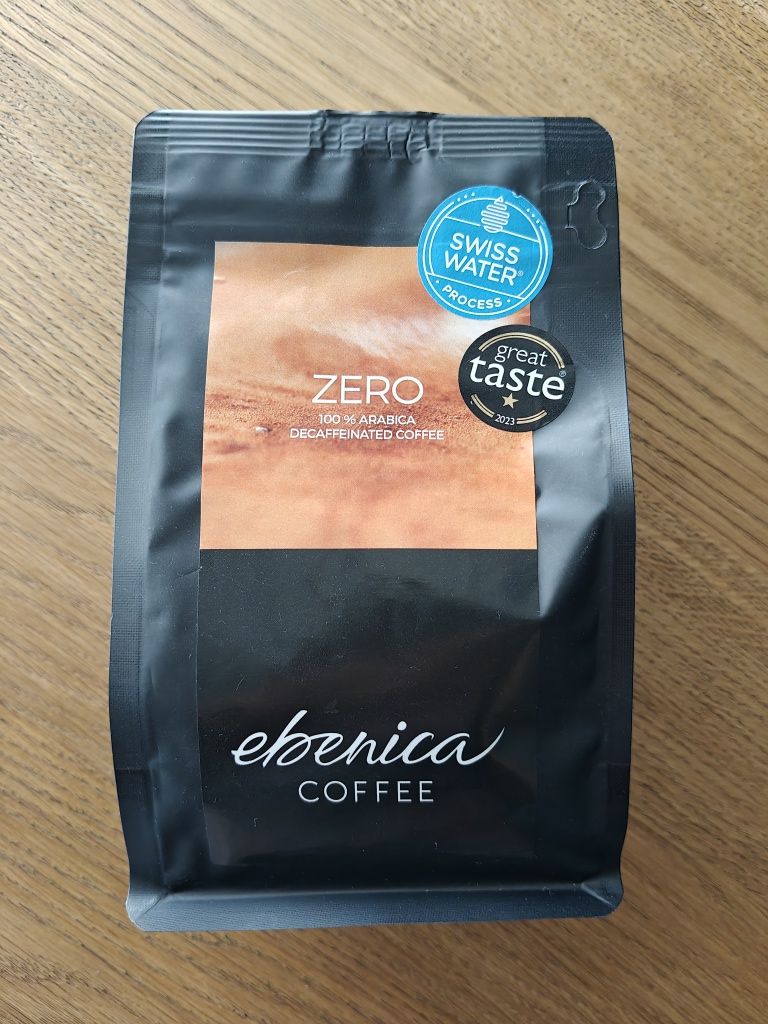 SWISS
WATER®
· PROCESS ·
great
taste®
2023
ZERO
100 % ARABICA
DECAFFEINATED COFFEE
ebenica
COFFEE